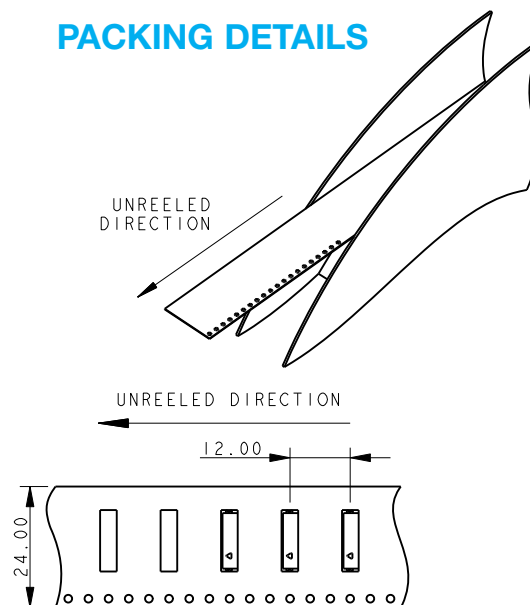 PACKING DETAILS
UNREELED
DIRECTION
UNREELED DIRECTION
12.00
24.00